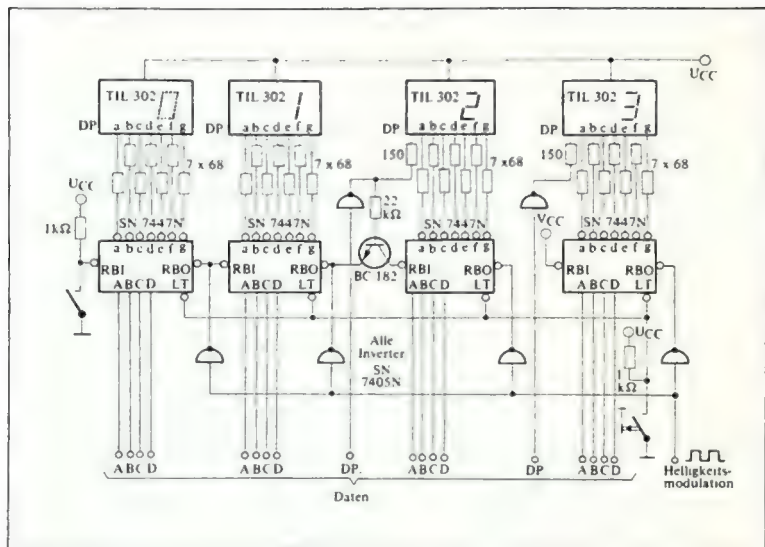 UCC
TIL 302 TIL 302 TIL 302 TIL 302
DP a b c d e f g DP a b c d e f g DP a b c d e f g DP a b c d e f g
UCC 7 x 68 7 x 68 150 7x68 150 7 x 68
1kΩ 22 kΩ VCC
SN 7447N SN 7447N SN 7447N SN 7447N
a b c d e f g a b c d e f g a b c d e f g a b c d e f g
RBI RBO RBI RBO BC 182 RBI RBO RBI RBO
A B C D LT A B C D LT A B C D LT A B C D LT
Alle
Inverter
SN
7405N
UCC
1
kΩ
A B C D A B C D DP. A B C D DP A B C D
Helligkeits-
modulation
Daten